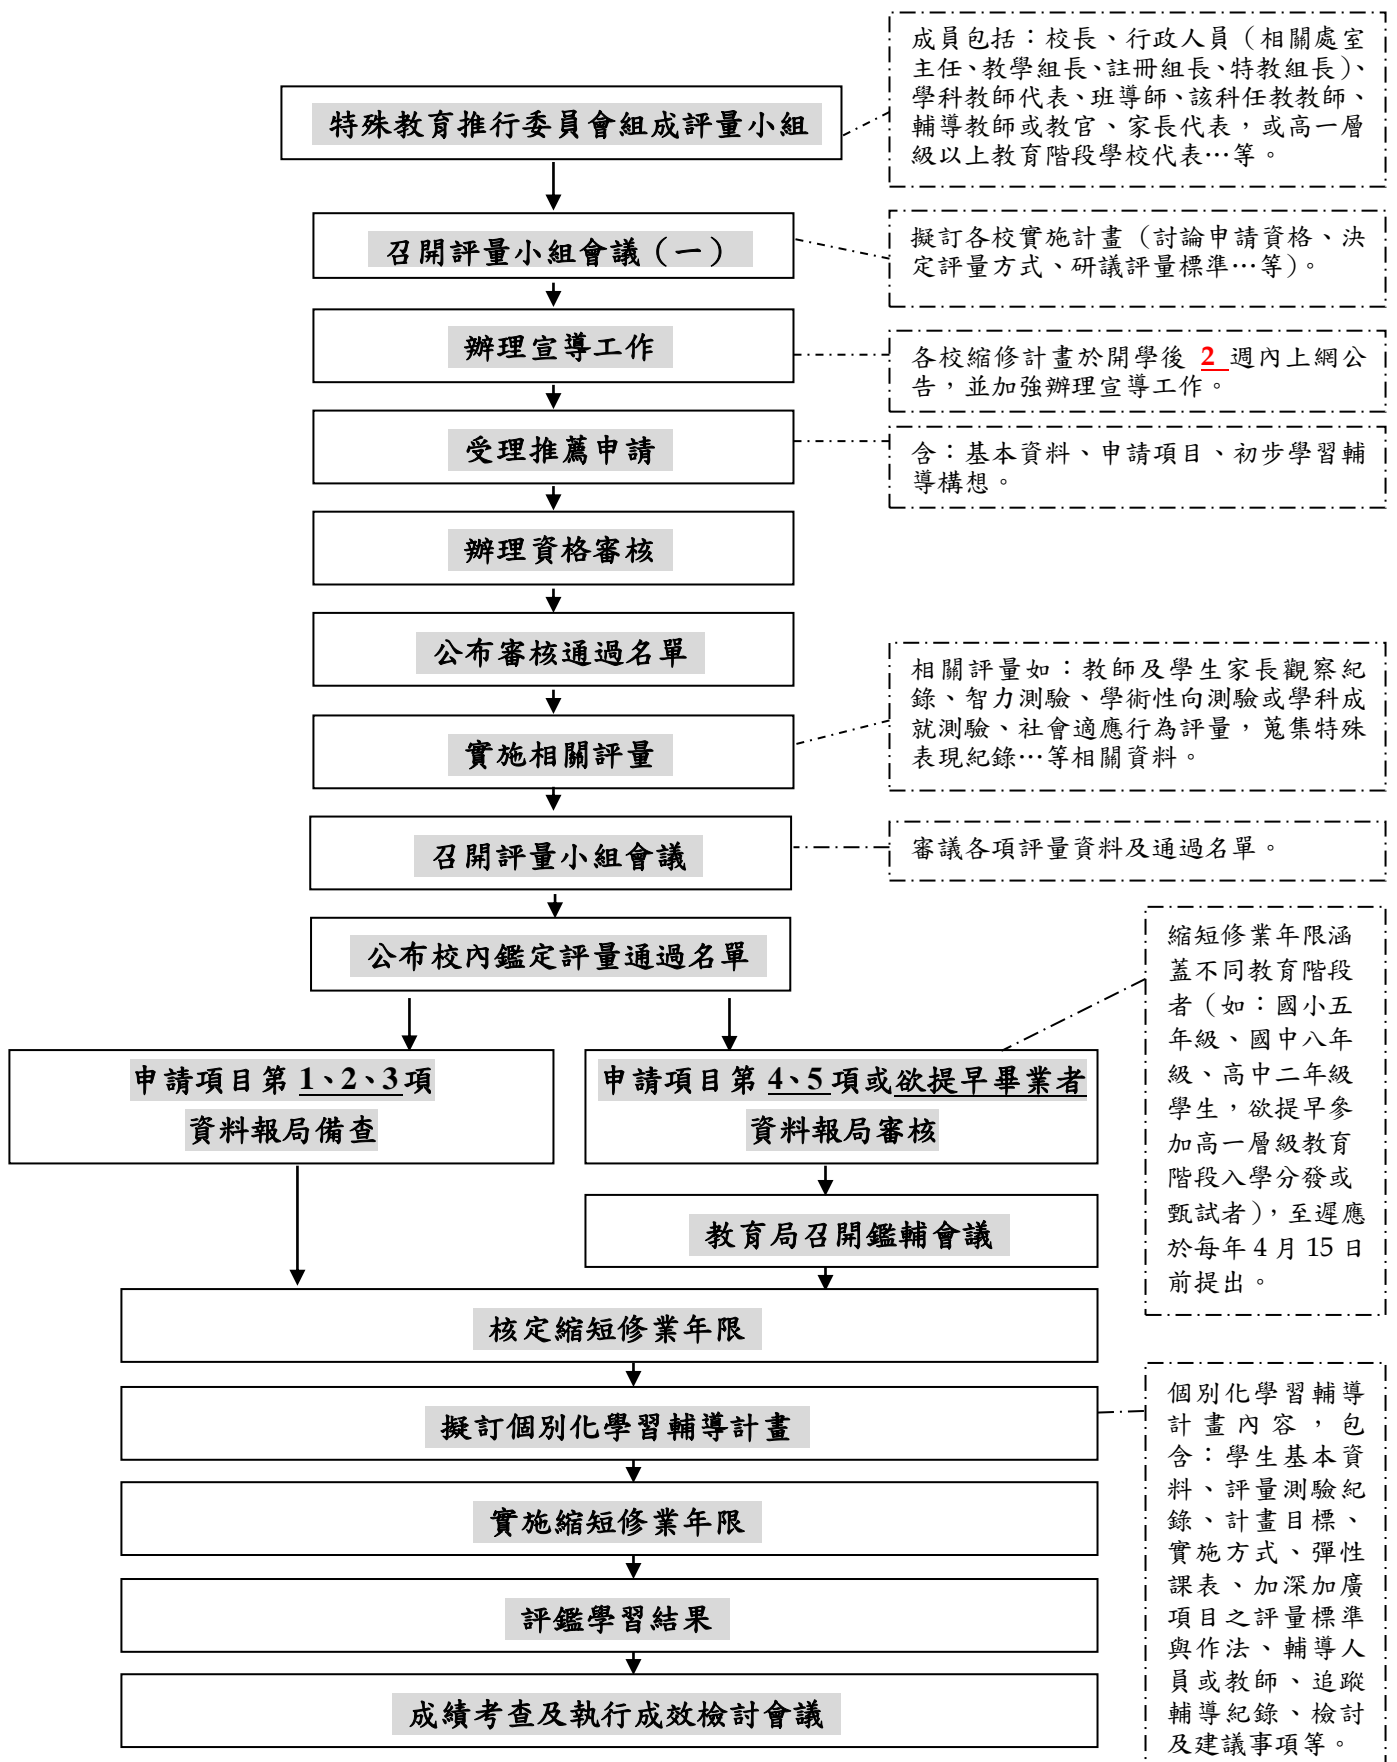 特殊教育推行委員會組成評量小組
成員包括：校長、行政人員（相關處室
主任、教學組長、註冊組長、特教組長）、
學科教師代表、班導師、該科任教教師、
輔導教師或教官、家長代表，或高一層
級以上教育階段學校代表…等。
召開評量小組會議（一）
擬訂各校實施計畫（討論申請資格、決
定評量方式、研議評量標準…等）。
辦理宣導工作
各校縮修計畫於開學後 2 週內上網公
告，並加強辦理宣導工作。
受理推薦申請
含：基本資料、申請項目、初步學習輔
導構想。
辦理資格審核
公布審核通過名單
實施相關評量
相關評量如：教師及學生家長觀察紀
錄、智力測驗、學術性向測驗或學科成
就測驗、社會適應行為評量，蒐集特殊
表現紀錄…等相關資料。
召開評量小組會議
審議各項評量資料及通過名單。
公布校內鑑定評量通過名單
申請項目第 1、2、3 項
資料報局備查
申請項目第 4、5 項或欲提早畢業者
資料報局審核
縮短修業年限涵
蓋不同教育階段
者（如：國小五
年級、國中八年
級、高中二年級
學生，欲提早參
加高一層級教育
階段入學分發或
甄試者），至遲應
於每年 4 月 15 日
前提出。
教育局召開鑑輔會議
核定縮短修業年限
擬訂個別化學習輔導計畫
個別化學習輔導
計畫內容，包
含：學生基本資
料、評量測驗紀
錄、計畫目標、
實施方式、彈性
課表、加深加廣
項目之評量標準
與作法、輔導人
員或教師、追蹤
輔導紀錄、檢討
及建議事項等。
實施縮短修業年限
評鑑學習結果
成績考查及執行成效檢討會議